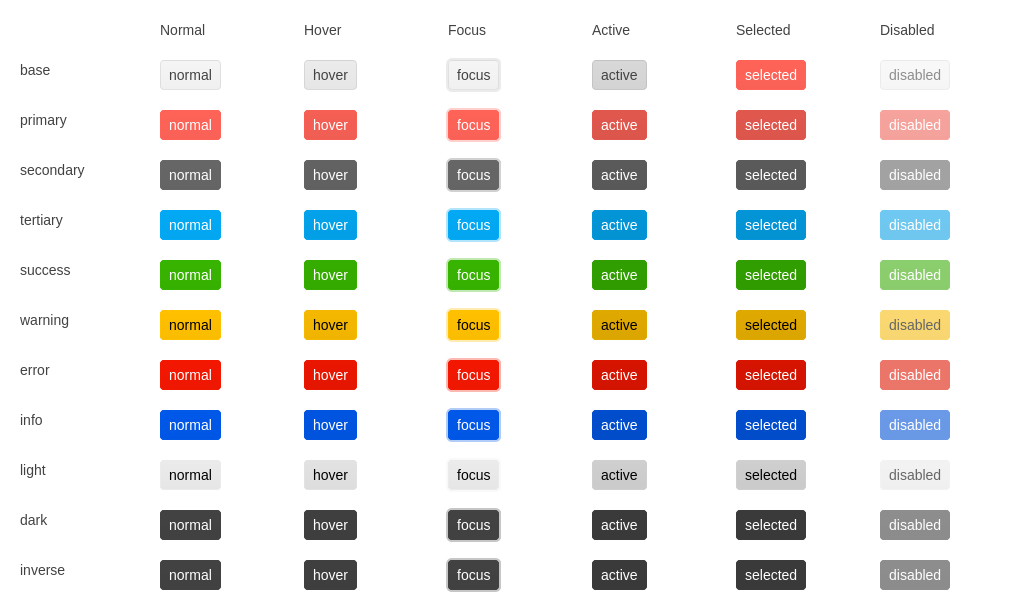 Normal Hover Focus Active Selected Disabled
base normal hover focus active selected disabled
primary normal hover focus active selected disabled
secondary normal hover focus active selected disabled
tertiary normal hover focus active selected disabled
success normal hover focus active selected disabled
warning normal hover focus active selected disabled
error normal hover focus active selected disabled
info normal hover focus active selected disabled
light normal hover focus active selected disabled
dark normal hover focus active selected disabled
inverse normal hover focus active selected disabled